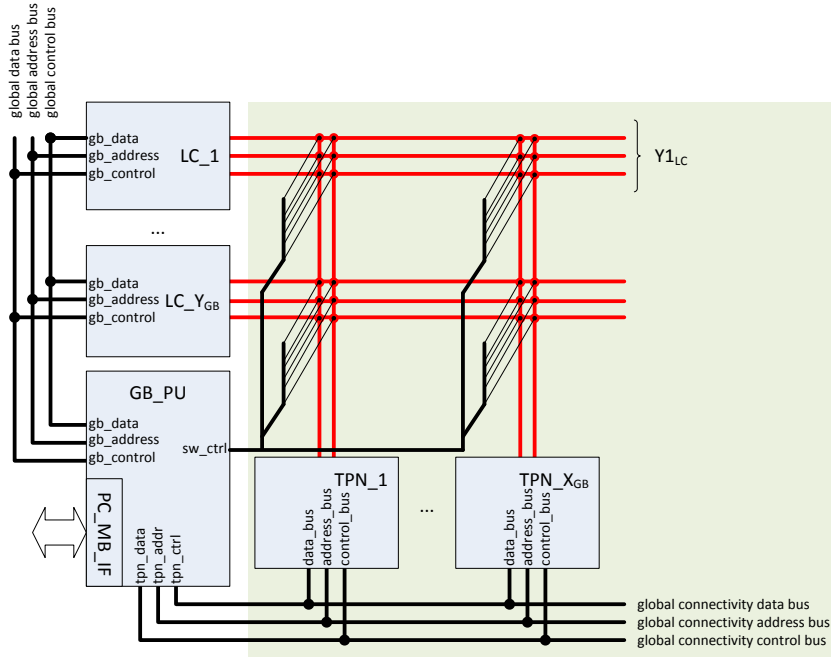 global data bus
global address bus
global control bus
gb_data
gb_address
gb_control
LC_1
Y1LC
...
gb_data
gb_address
gb_control
LC_YGB
GB_PU
gb_data
gb_address
gb_control
sw_ctrl
PC_MB_IF
tpn_data
tpn_addr
tpn_ctrl
TPN_1
data_bus
address_bus
control_bus
...
TPN_XGB
data_bus
address_bus
control_bus
global connectivity data bus
global connectivity address bus
global connectivity control bus